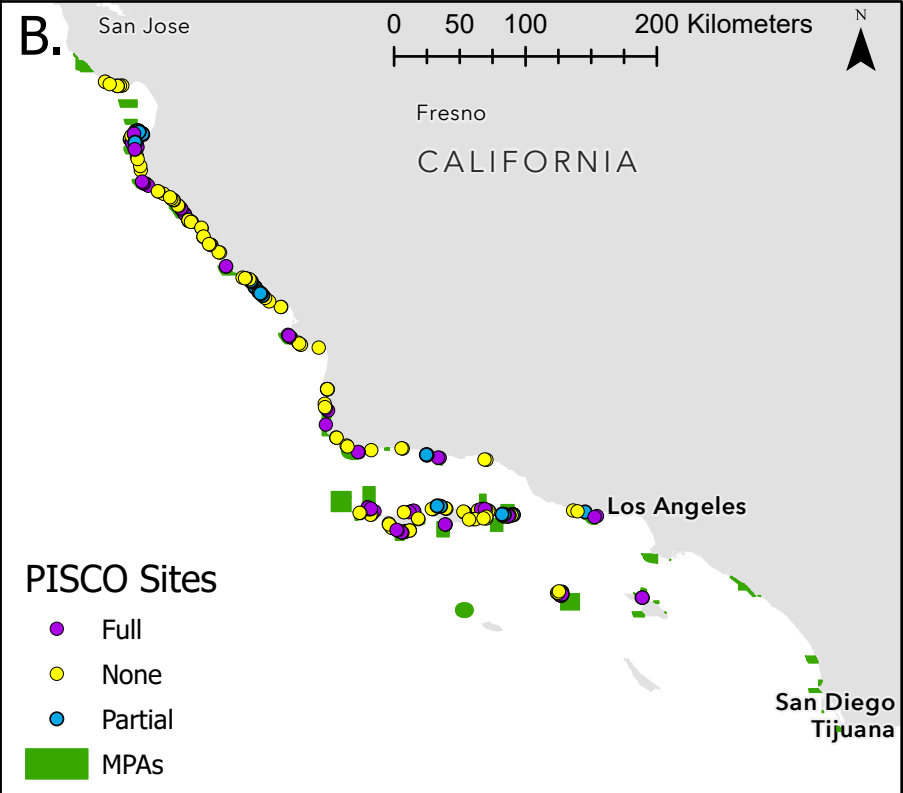 B.
San Jose
0 50 100 200 Kilometers
N
Fresno
CALIFORNIA
Los Angeles
PISCO Sites
Full
None
Partial
MPAs
San Diego
Tijuana